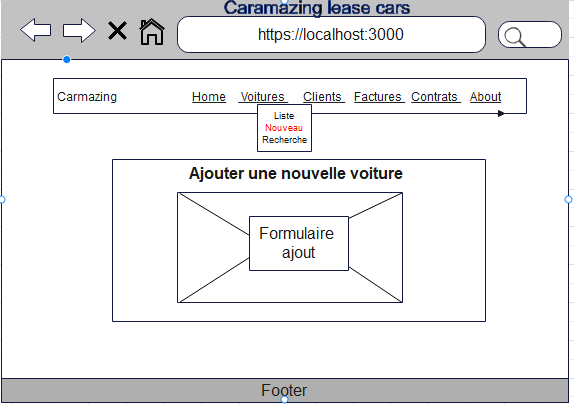 Caramazing lease cars
https://localhost:3000
Carmazing Home Voitures Clients Factures Contrats About
Liste
Nouveau
Recherche
Ajouter une nouvelle voiture
Formulaire
ajout
Footer